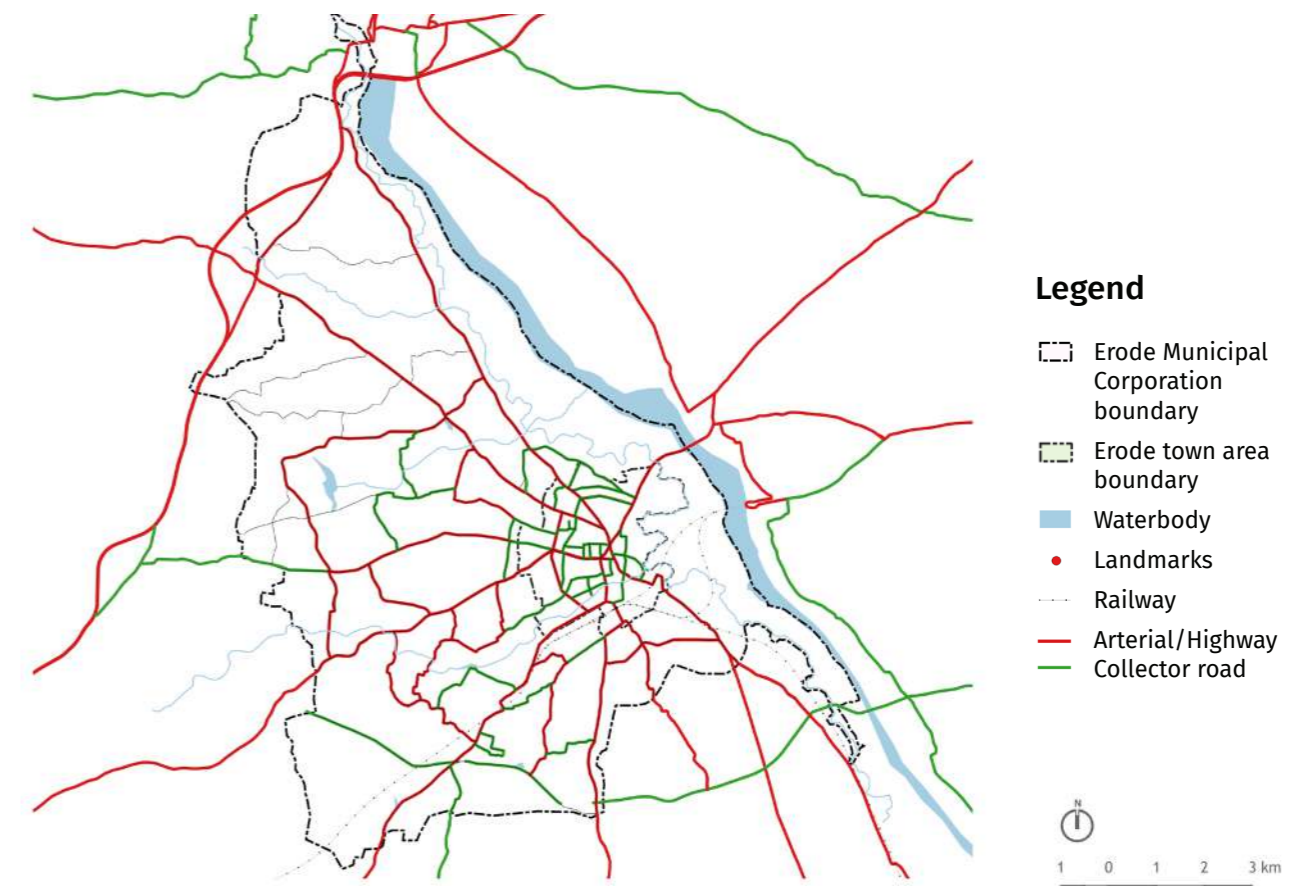 Legend
Erode Municipal
Corporation
boundary
Erode town area
boundary
Waterbody
Landmarks
Railway
Arterial/Highway
Collector road
N
1 0 1 2 3 km